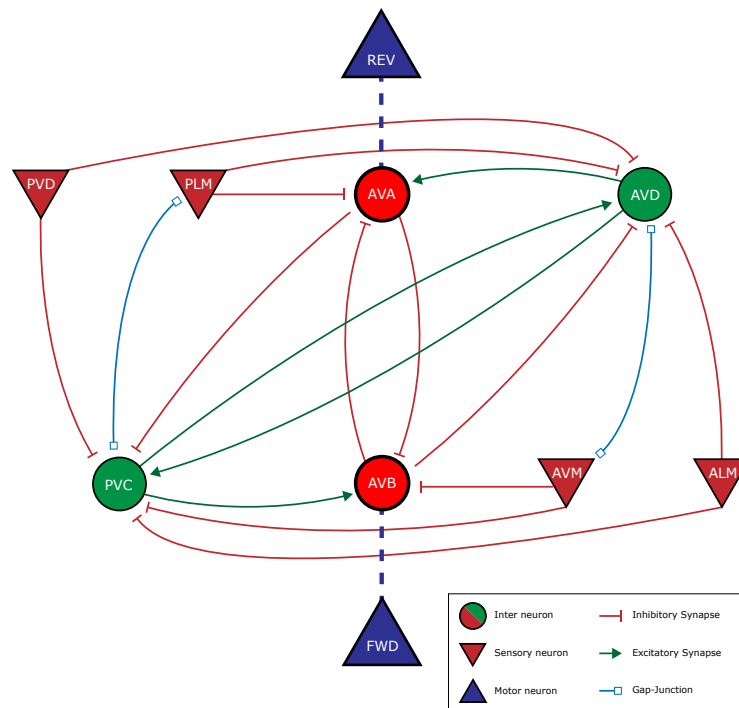 REV
PVD
PLM
AVA
AVD
PVC
AVB
AVM
ALM
FWD
Inter neuron
Inhibitory Synapse
Sensory neuron
Excitatory Synapse
Motor neuron
Gap-Junction